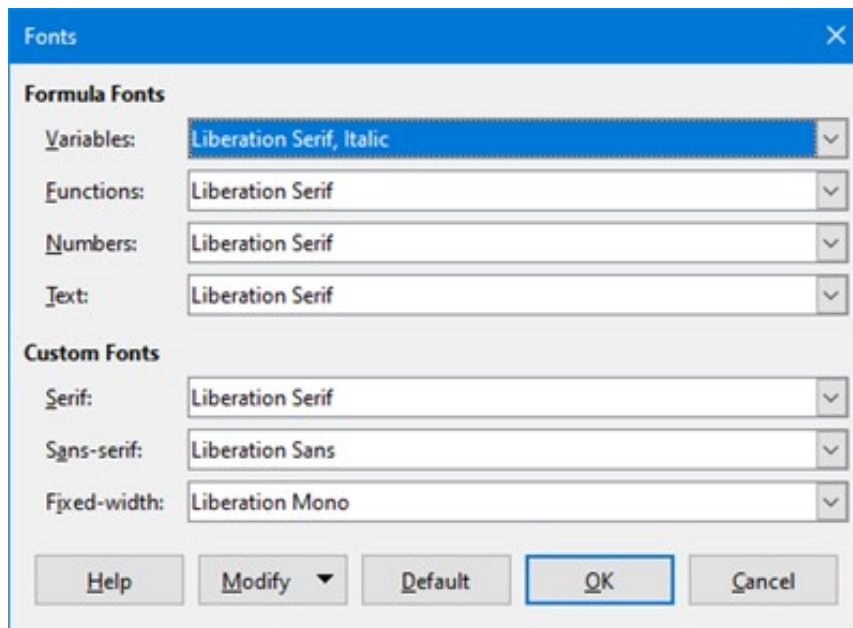 Fonts
Formula Fonts
Variables: Liberation Serif, Italic
Functions: Liberation Serif
Numbers: Liberation Serif
Text: Liberation Serif
Custom Fonts
Serif: Liberation Serif
Sans-serif: Liberation Sans
Fixed-width: Liberation Mono
Help Modify Default OK Cancel